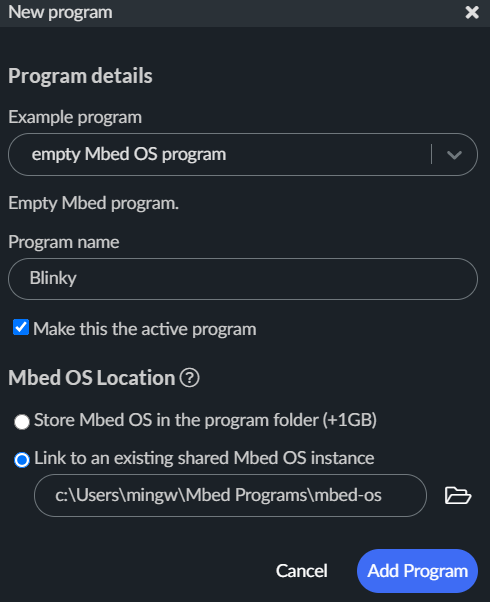 New program
Program details
Example program
empty Mbed OS program
Empty Mbed program.
Program name
Blinky
Make this the active program
Mbed OS Location ?
Store Mbed OS in the program folder (+1GB)
Link to an existing shared Mbed OS instance
c:\Users\mingw\Mbed Programs\mbed-os
Cancel Add Program